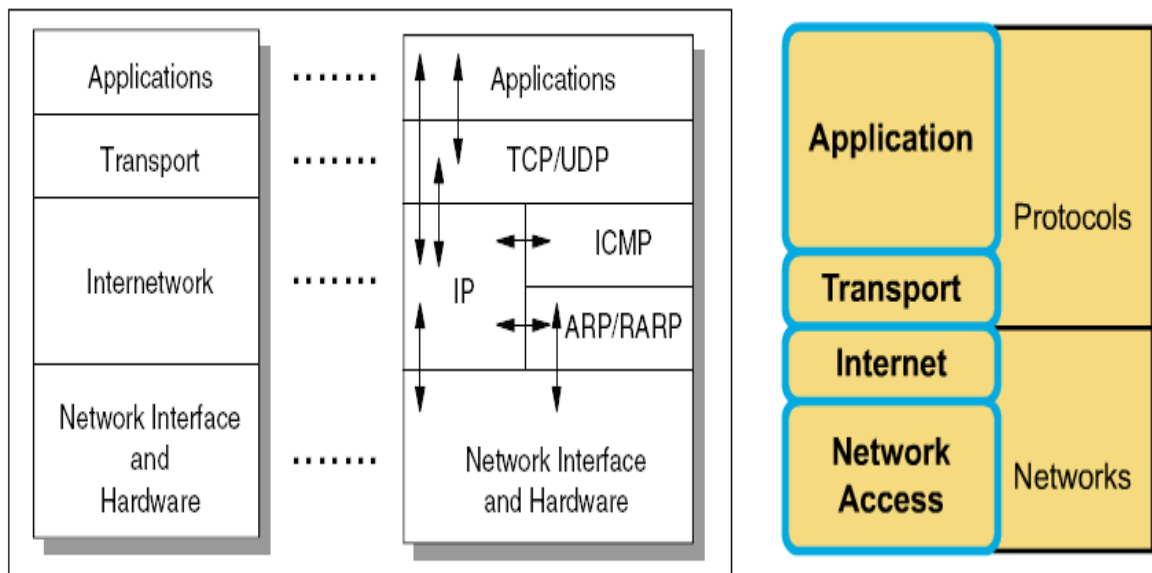 Applications
Transport
Internetwork
Network Interface
and
Hardware
Applications
TCP/UDP
IP
ICMP
ARP/RARP
Network Interface
and Hardware
Application
Transport
Internet
Network
Access
Protocols
Networks